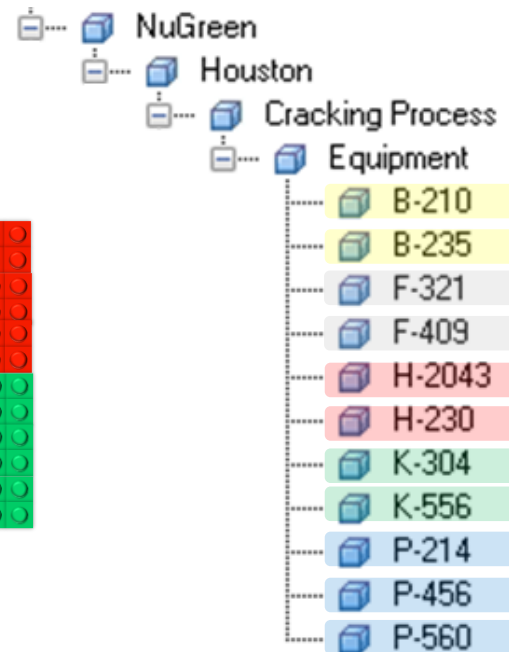 NuGreen
Houston
Cracking Process
Equipment
B-210
B-235
F-321
F-409
H-2043
H-230
K-304
K-556
P-214
P-456
P-560